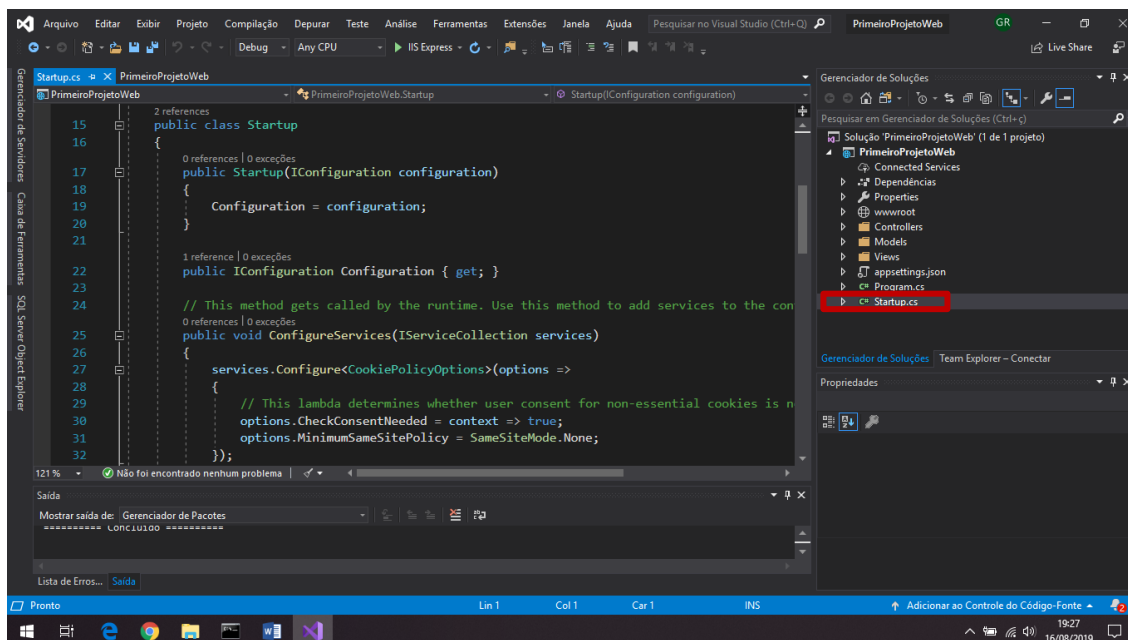 Arquivo Editar Exibir Projeto Compilação Depurar Teste Análise Ferramentas Extensões Janela Ajuda Pesquisar no Visual Studio (Ctrl+Q) PrimeiroProjetoWeb GR
Debug Any CPU IIS Express Live Share
Gerenciador de Servidores
Caixa de Ferramentas
SQL Server Object Explorer
Startup.cs PrimeiroProjetoWeb
PrimeiroProjetoWeb PrimeiroProjetoWeb.Startup Startup(IConfiguration configuration)
2 references
15 public class Startup
16 {
0 references | 0 exceções
17 public Startup(IConfiguration configuration)
18 {
19 Configuration = configuration;
20 }
21
1 reference | 0 exceções
22 public IConfiguration Configuration { get; }
23
24 // This method gets called by the runtime. Use this method to add services to the con
0 references | 0 exceções
25 public void ConfigureServices(IServiceCollection services)
26 {
27 services.Configure<CookiePolicyOptions>(options =>
28 {
29 // This lambda determines whether user consent for non-essential cookies is n
30 options.CheckConsentNeeded = context => true;
31 options.MinimumSameSitePolicy = SameSiteMode.None;
32 });
121 % Não foi encontrado nenhum problema
Saída
Mostrar saída de: Gerenciador de Pacotes
========== Concluído ==========
Lista de Erros... Saída
Gerenciador de Soluções
Pesquisar em Gerenciador de Soluções (Ctrl+ç)
Solução 'PrimeiroProjetoWeb' (1 de 1 projeto)
PrimeiroProjetoWeb
Connected Services
Dependências
Properties
wwwroot
Controllers
Models
Views
appsettings.json
C# Program.cs
C# Startup.cs
Gerenciador de Soluções Team Explorer – Conectar
Propriedades
Pronto Lin 1 Col 1 Car 1 INS Adicionar ao Controle do Código-Fonte 2
19:27
16/08/2019